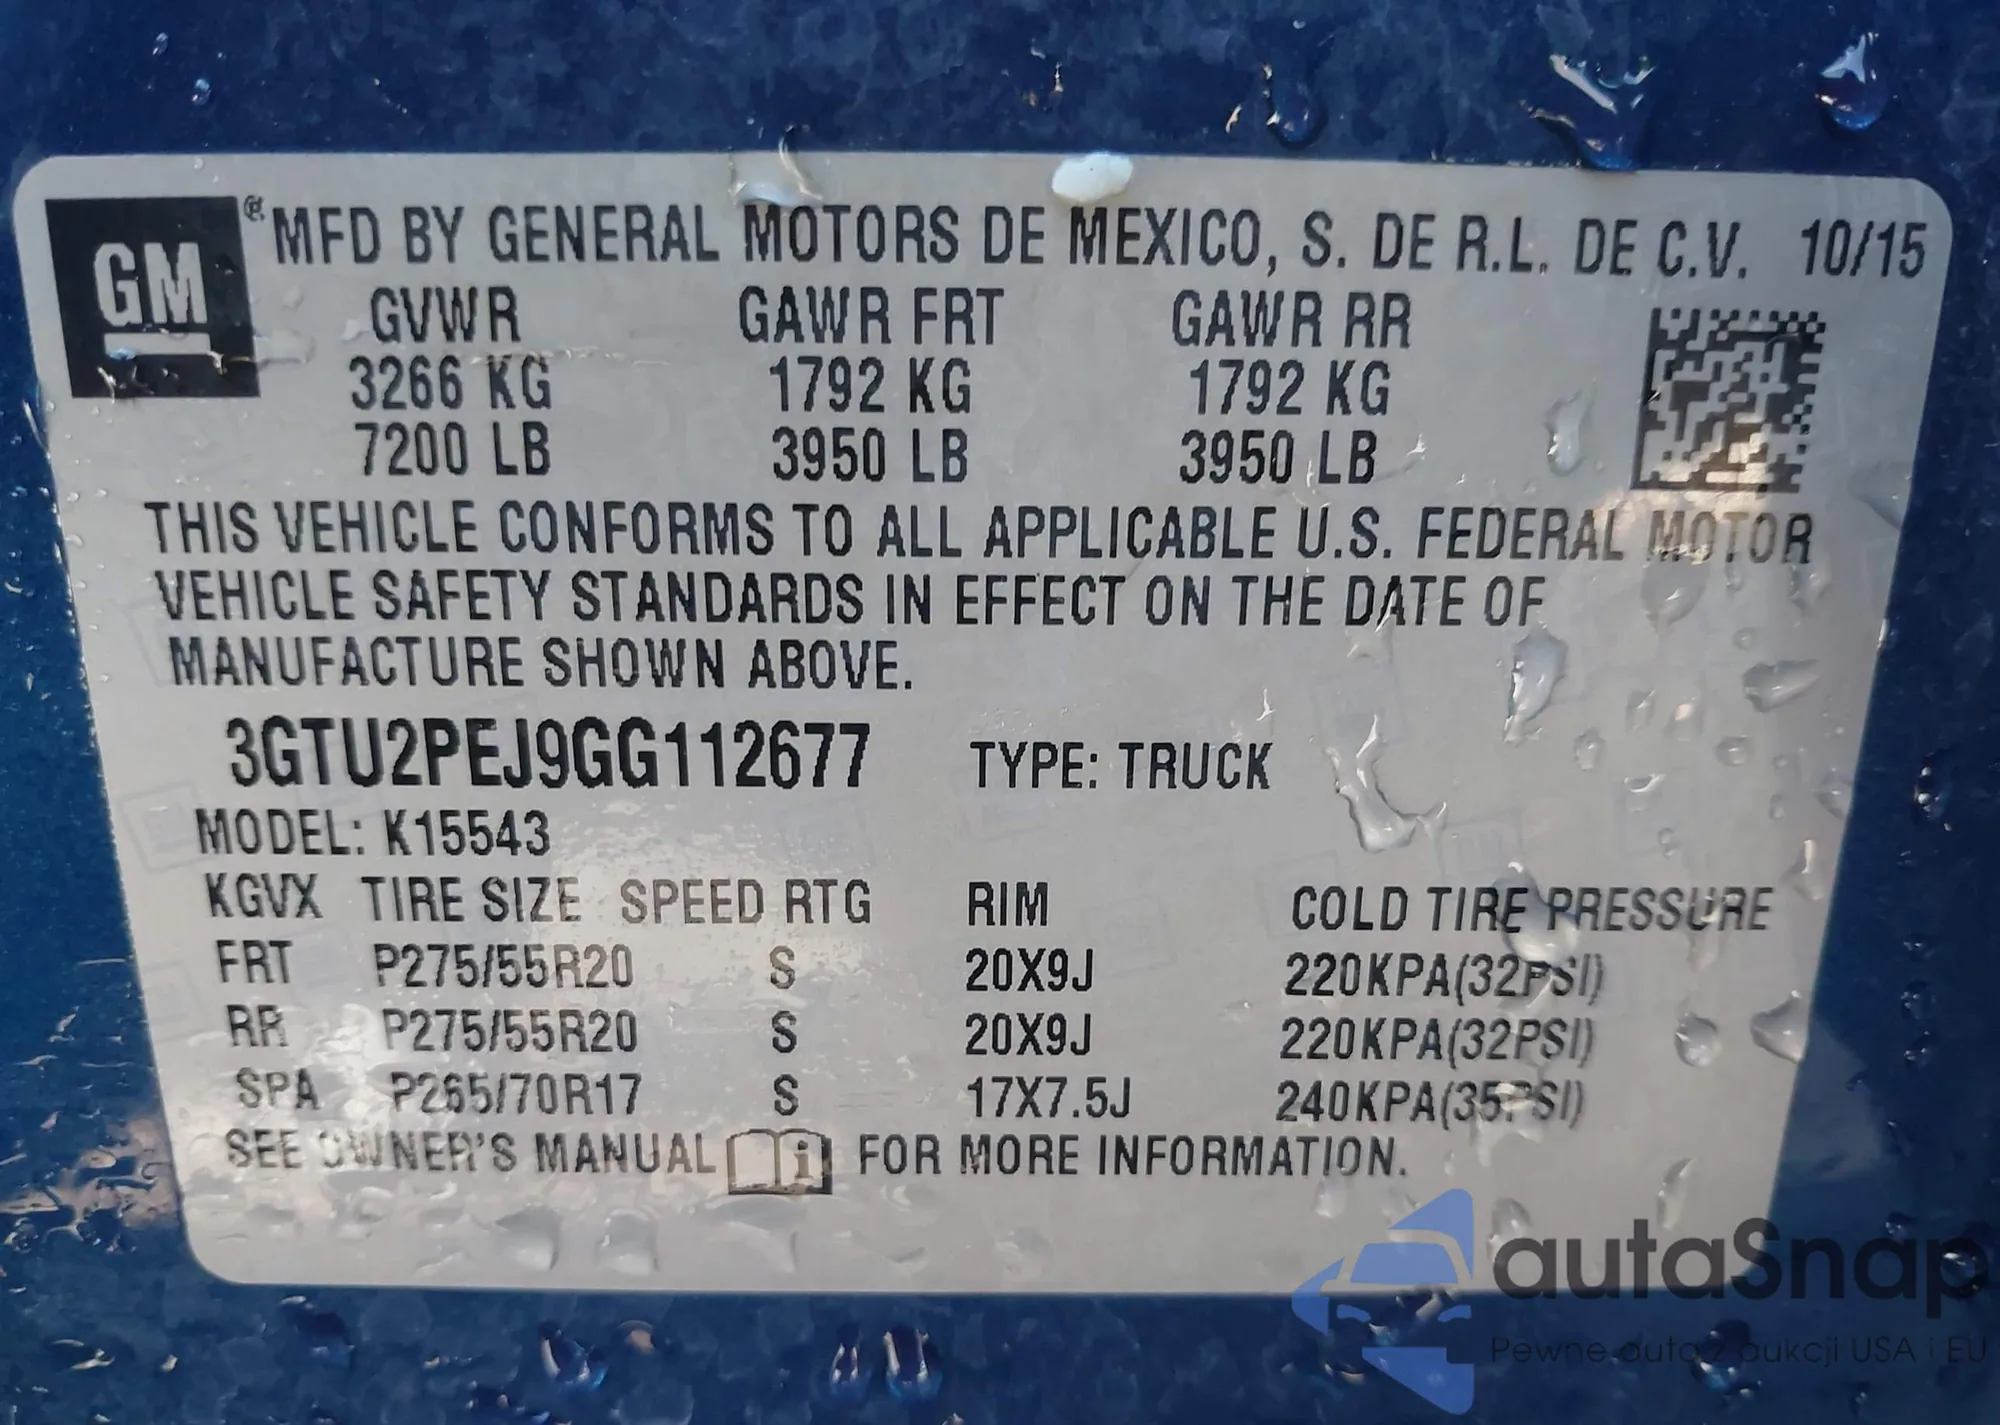 GM ® MFD BY GENERAL MOTORS DE MEXICO, S. DE R.L. DE C.V. 10/15
GVWR GAWR FRT GAWR RR
3266 KG 1792 KG 1792 KG
7200 LB 3950 LB 3950 LB
THIS VEHICLE CONFORMS TO ALL APPLICABLE U.S. FEDERAL MOTOR
VEHICLE SAFETY STANDARDS IN EFFECT ON THE DATE OF
MANUFACTURE SHOWN ABOVE.
3GTU2PEJ9GG112677 TYPE: TRUCK
MODEL: K15543
KGVX TIRE SIZE SPEED RTG RIM COLD TIRE PRESSURE
FRT P275/55R20 S 20X9J 220KPA(32PSI)
RR P275/55R20 S 20X9J 220KPA(32PSI)
SPA P265/70R17 S 17X7.5J 240KPA(35PSI)
SEE OWNER'S MANUAL i FOR MORE INFORMATION.
autaSnap
Pewne auto z aukcji USA i EU